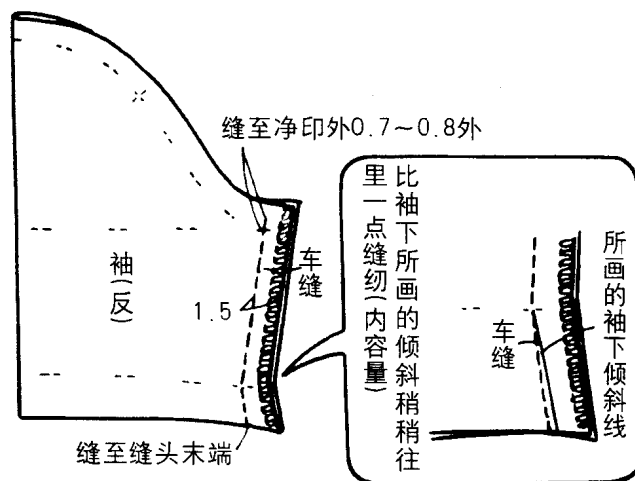 缝至净印外0.7~0.8外
袖(反)
车缝
1.5
缝至缝头末端
比袖下所画的倾斜稍稍往
里一点缝纫(内容量)
车缝
所画的袖下倾斜线